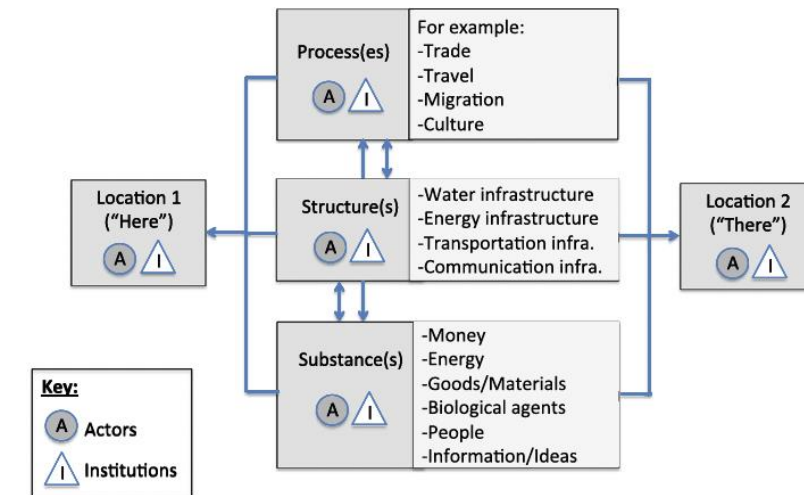 Process(es)
A I
For example:
-Trade
-Travel
-Migration
-Culture
Location 1
(“Here”)
A I
Structure(s)
A I
-Water infrastructure
-Energy infrastructure
-Transportation infra.
-Communication infra.
Location 2
(“There”)
A I
Substance(s)
A I
-Money
-Energy
-Goods/Materials
-Biological agents
-People
-Information/Ideas
Key:
A Actors
I Institutions